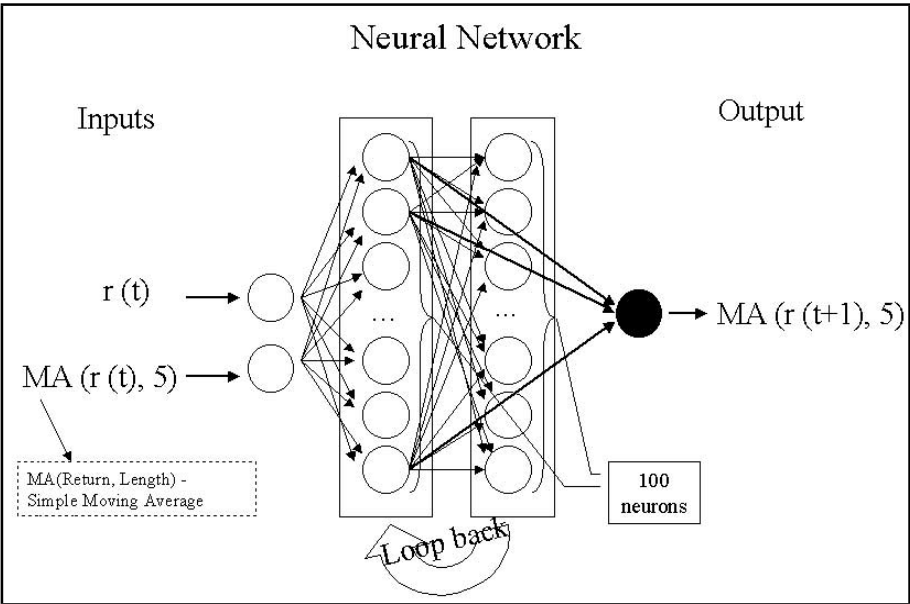 Neural Network
Inputs
Output
r (t)
MA (r (t), 5)
MA (r (t+1), 5)
...
...
MA(Return, Length) -
Simple Moving Average
100
neurons
Loop back